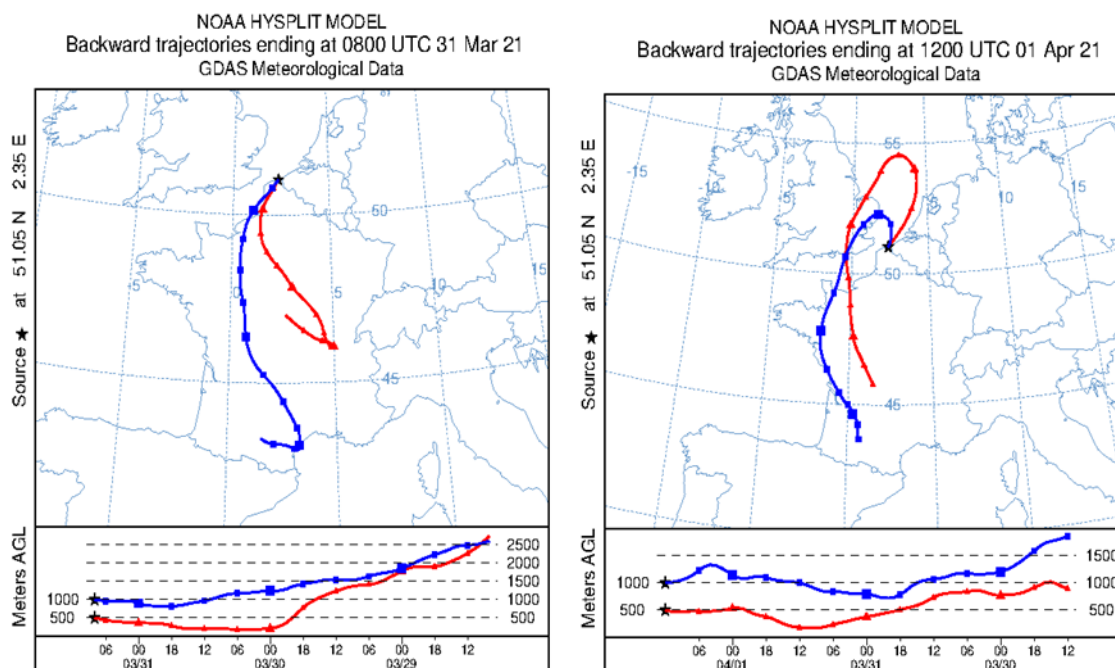 NOAA HYSPLIT MODEL
Backward trajectories ending at 0800 UTC 31 Mar 21
GDAS Meteorological Data
Source ★ at 51.05 N 2.35 E
50
-5
0
5
10
15
45
Meters AGL
2500
2000
1500
1000
500
1000
500
06 00 18 12 06 00 18 12 06 00 18 12
03/31 03/30 03/29
NOAA HYSPLIT MODEL
Backward trajectories ending at 1200 UTC 01 Apr 21
GDAS Meteorological Data
Source ★ at 51.05 N 2.35 E
-15
-10
-5
0
5
10
15
55
50
45
Meters AGL
1500
1000
500
1000
500
06 00 18 12 06 00 18 12 06 00 18 12
04/01 03/31 03/30